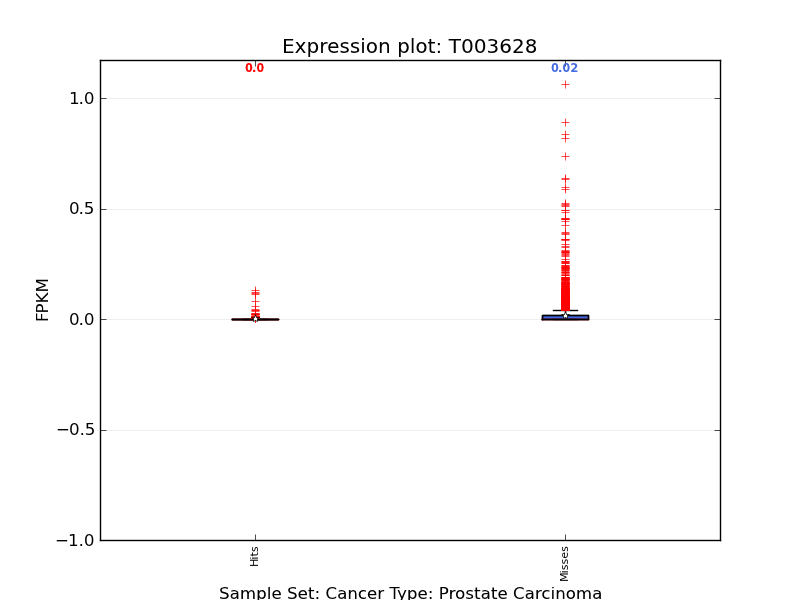 Expression plot: T003628
0.0
0.02
1.0
0.5
0.0
−0.5
−1.0
FPKM
Hits
Misses
Sample Set: Cancer Type: Prostate Carcinoma